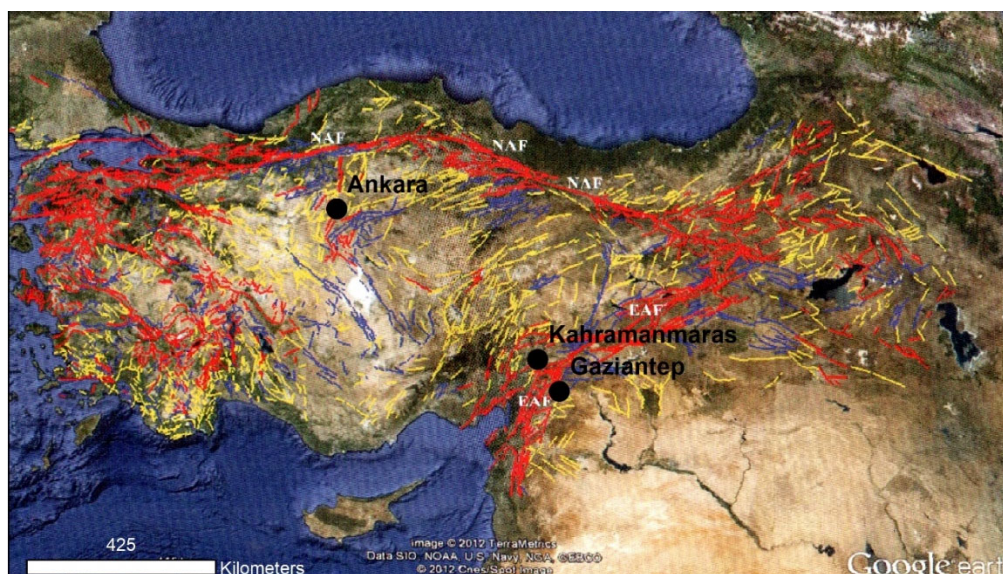 NAF
NAF
NAF
Ankara
EAF
Kahramanmaras
Gaziantep
EAF
425
Kilometers
image © 2012 TerraMetrics
Data SIO, NOAA, U.S. Navy, NGA, GEBCO
© 2012 Cnes/Spot Image
Google earth